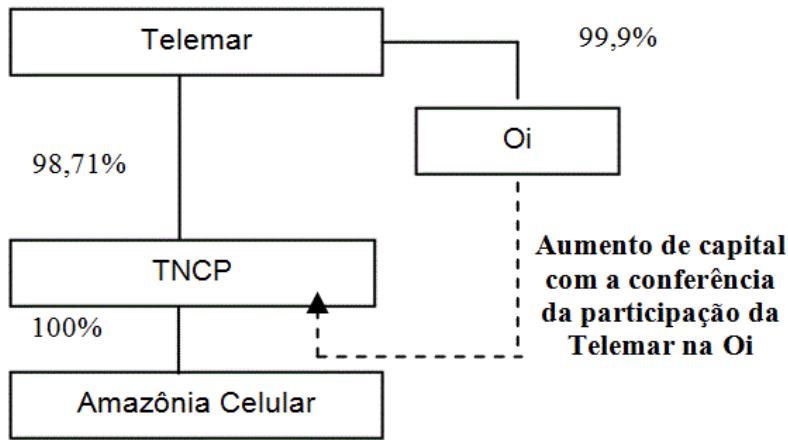 Telemar
99,9%
Oi
98,71%
Aumento de capital
com a conferência
da participação da
Telemar na Oi
TNCP
100%
Amazônia Celular